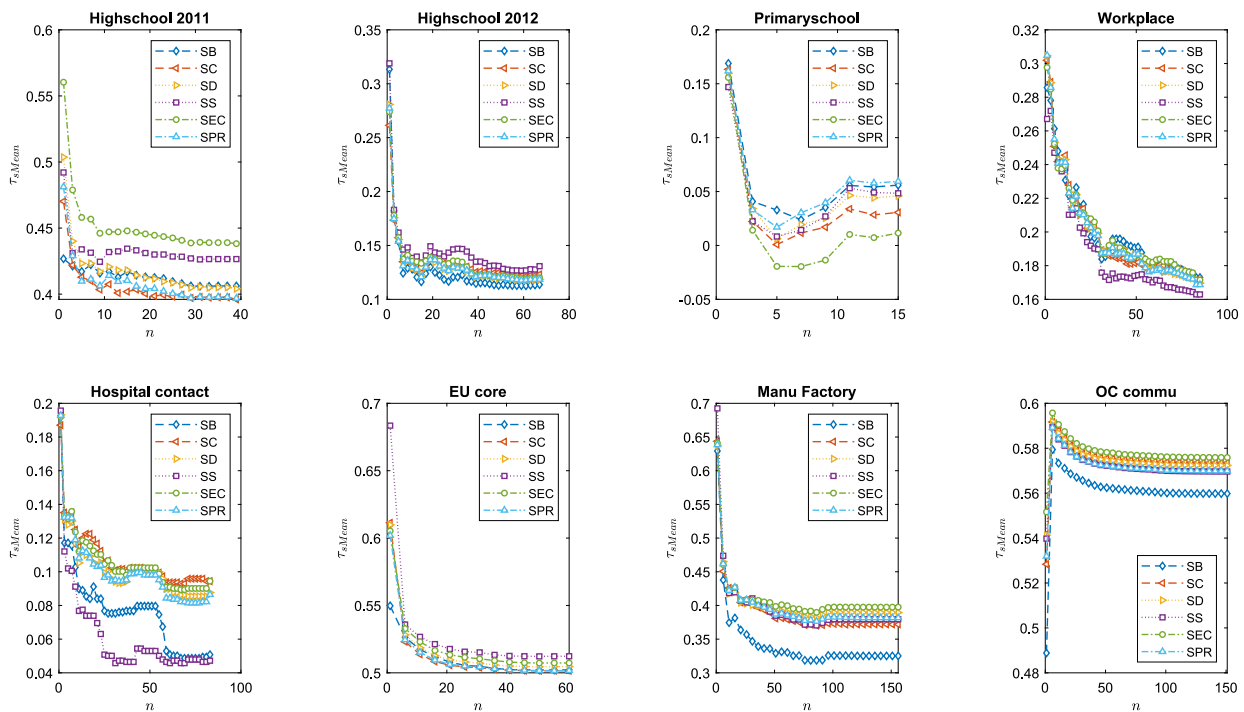 Highschool 2011
0.6
0.55
0.5
0.45
0.4
τsMean
0 10 20 30 40
n
SB
SC
SD
SS
SEC
SPR
Highschool 2012
0.35
0.3
0.25
0.2
0.15
0.1
τsMean
0 20 40 60 80
n
SB
SC
SD
SS
SEC
SPR
Primaryschool
0.2
0.15
0.1
0.05
0
-0.05
τsMean
0 5 10 15
n
SB
SC
SD
SS
SEC
SPR
Workplace
0.32
0.3
0.28
0.26
0.24
0.22
0.2
0.18
0.16
τsMean
0 50 100
n
SB
SC
SD
SS
SEC
SPR
Hospital contact
0.2
0.18
0.16
0.14
0.12
0.1
0.08
0.06
0.04
τsMean
0 50 100
n
SB
SC
SD
SS
SEC
SPR
EU core
0.7
0.65
0.6
0.55
0.5
τsMean
0 20 40 60
n
SB
SC
SD
SS
SEC
SPR
Manu Factory
0.7
0.65
0.6
0.55
0.5
0.45
0.4
0.35
0.3
τsMean
0 50 100 150
n
SB
SC
SD
SS
SEC
SPR
OC commu
0.6
0.58
0.56
0.54
0.52
0.5
0.48
τsMean
0 50 100 150
n
SB
SC
SD
SS
SEC
SPR